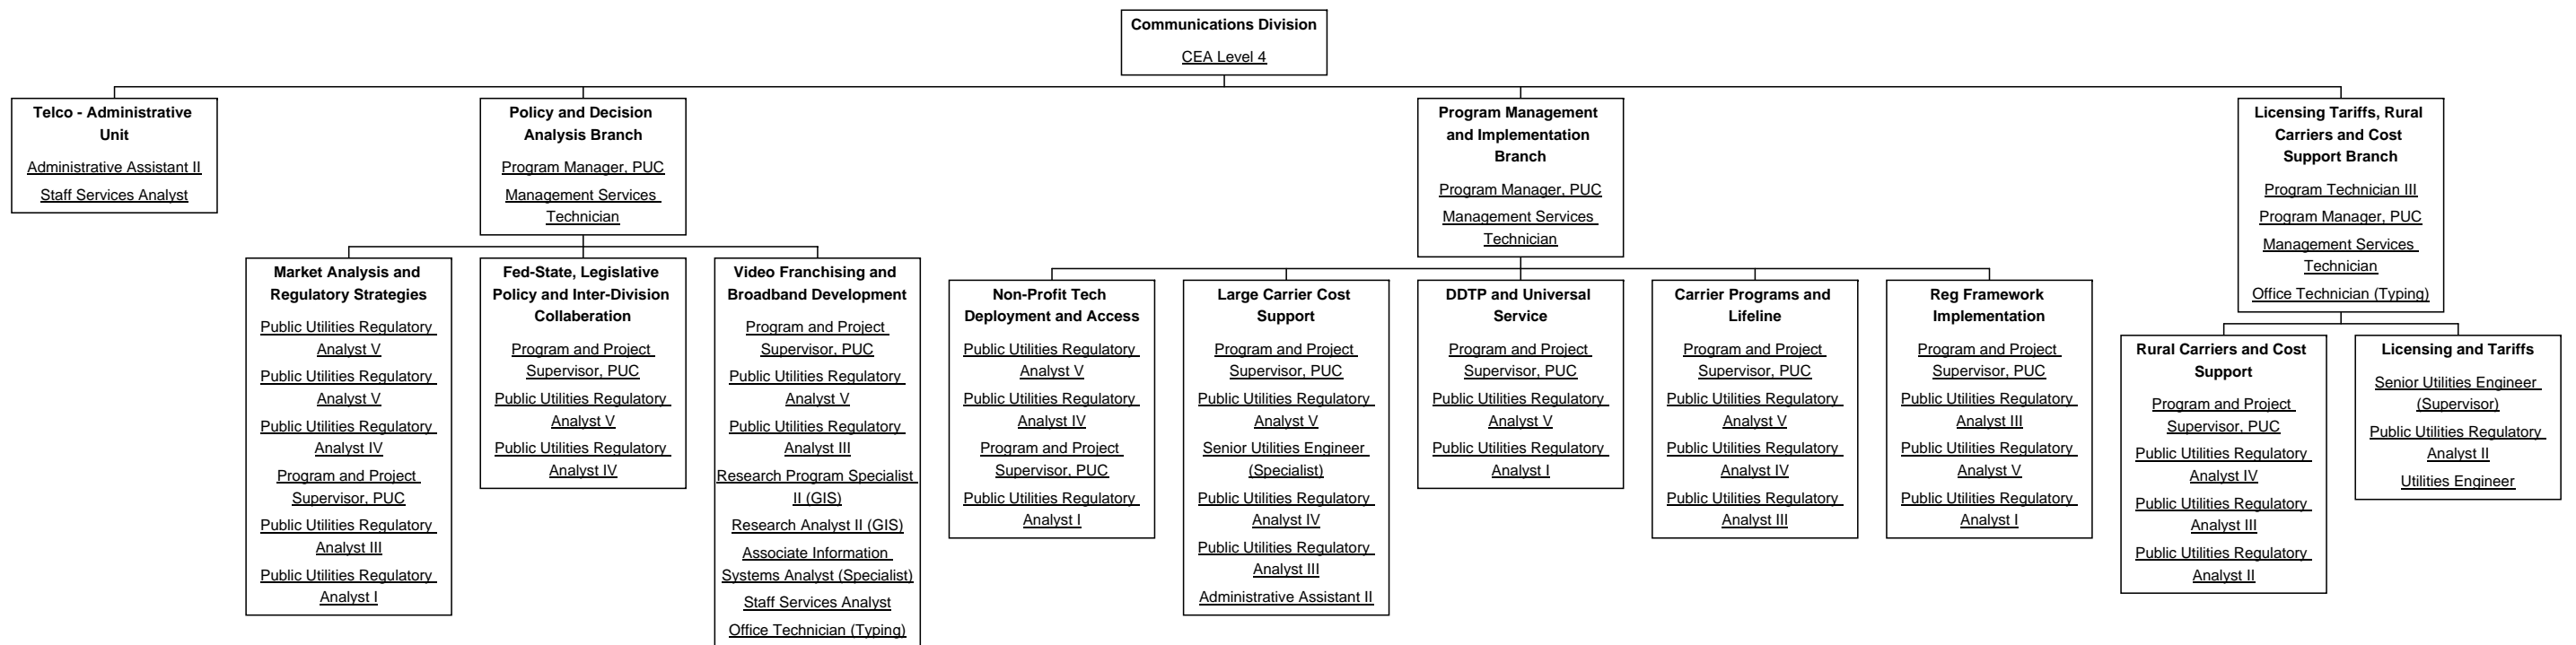 Communications Division
CEA Level 4
Telco - Administrative
Unit
Administrative Assistant II
Staff Services Analyst
Policy and Decision
Analysis Branch
Program Manager, PUC
Management Services
Technician
Program Management
and Implementation
Branch
Program Manager, PUC
Management Services
Technician
Licensing Tariffs, Rural
Carriers and Cost
Support Branch
Program Technician III
Program Manager, PUC
Management Services
Technician
Office Technician (Typing)
Market Analysis and
Regulatory Strategies
Public Utilities Regulatory
Analyst V
Public Utilities Regulatory
Analyst V
Public Utilities Regulatory
Analyst IV
Program and Project
Supervisor, PUC
Public Utilities Regulatory
Analyst III
Public Utilities Regulatory
Analyst I
Fed-State, Legislative
Policy and Inter-Division
Collaberation
Program and Project
Supervisor, PUC
Public Utilities Regulatory
Analyst V
Public Utilities Regulatory
Analyst IV
Video Franchising and
Broadband Development
Program and Project
Supervisor, PUC
Public Utilities Regulatory
Analyst V
Public Utilities Regulatory
Analyst III
Research Program Specialist
II (GIS)
Research Analyst II (GIS)
Associate Information
Systems Analyst (Specialist)
Staff Services Analyst
Office Technician (Typing)
Non-Profit Tech
Deployment and Access
Public Utilities Regulatory
Analyst V
Public Utilities Regulatory
Analyst IV
Program and Project
Supervisor, PUC
Public Utilities Regulatory
Analyst I
Large Carrier Cost
Support
Program and Project
Supervisor, PUC
Public Utilities Regulatory
Analyst V
Senior Utilities Engineer
(Specialist)
Public Utilities Regulatory
Analyst IV
Public Utilities Regulatory
Analyst III
Administrative Assistant II
DDTP and Universal
Service
Program and Project
Supervisor, PUC
Public Utilities Regulatory
Analyst V
Public Utilities Regulatory
Analyst I
Carrier Programs and
Lifeline
Program and Project
Supervisor, PUC
Public Utilities Regulatory
Analyst V
Public Utilities Regulatory
Analyst IV
Public Utilities Regulatory
Analyst III
Reg Framework
Implementation
Program and Project
Supervisor, PUC
Public Utilities Regulatory
Analyst III
Public Utilities Regulatory
Analyst V
Public Utilities Regulatory
Analyst I
Rural Carriers and Cost
Support
Program and Project
Supervisor, PUC
Public Utilities Regulatory
Analyst IV
Public Utilities Regulatory
Analyst III
Public Utilities Regulatory
Analyst II
Licensing and Tariffs
Senior Utilities Engineer
(Supervisor)
Public Utilities Regulatory
Analyst II
Utilities Engineer